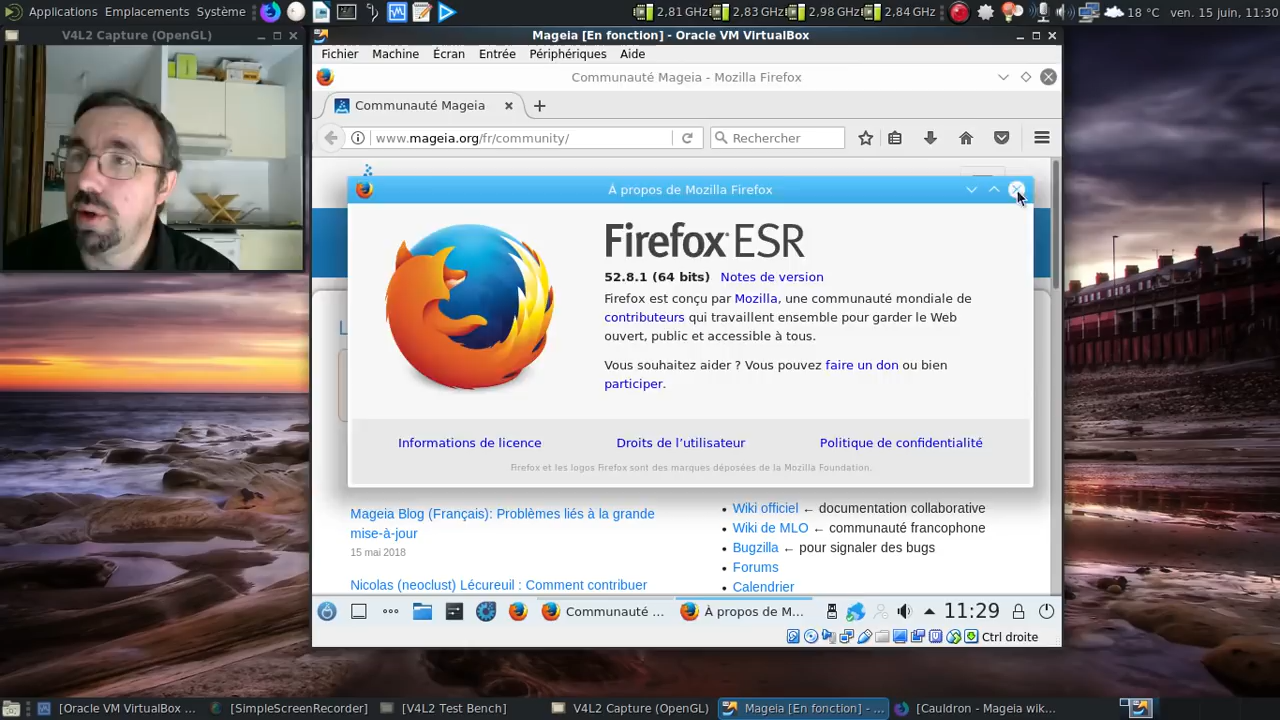 Applications Emplacements Système 2,81 GHz 2,83 GHz 2,98 GHz 2,84 GHz 18 °C ven. 15 juin, 11:30
V4L2 Capture (OpenGL)
Mageia [En fonction] - Oracle VM VirtualBox
Fichier Machine Écran Entrée Périphériques Aide
Communauté Mageia - Mozilla Firefox
Communauté Mageia
www.mageia.org/fr/community/
Rechercher
À propos de Mozilla Firefox
Firefox ESR
52.8.1 (64 bits) Notes de version
Firefox est conçu par Mozilla, une communauté mondiale de
contributeurs qui travaillent ensemble pour garder le Web
ouvert, public et accessible à tous.
Vous souhaitez aider ? Vous pouvez faire un don ou bien
participer.
Informations de licence Droits de l’utilisateur Politique de confidentialité
Firefox et les logos Firefox sont des marques déposées de la Mozilla Foundation.
Mageia Blog (Français): Problèmes liés à la grande
mise-à-jour
15 mai 2018
Nicolas (neoclust) Lécureuil : Comment contribuer
• Wiki officiel ← documentation collaborative
• Wiki de MLO ← communauté francophone
• Bugzilla ← pour signaler des bugs
• Forums
• Calendrier
Communauté ... À propos de M... 11:29
Ctrl droite
[Oracle VM VirtualBox ... [SimpleScreenRecorder] [V4L2 Test Bench] V4L2 Capture (OpenGL) Mageia [En fonction] - ... [Cauldron - Mageia wik...